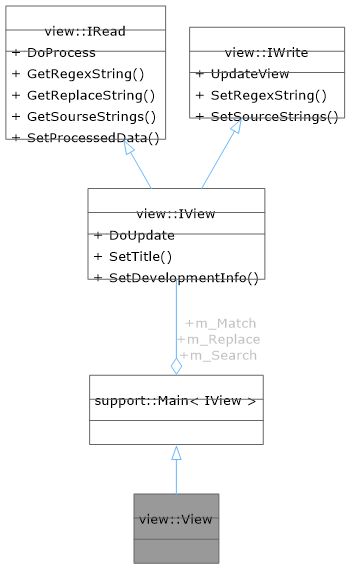 view::IRead
+ DoProcess
+ GetRegexString()
+ GetReplaceString()
+ GetSourseStrings()
+ SetProcessedData()
view::IWrite
+ UpdateView
+ SetRegexString()
+ SetSourceStrings()
view::IView
+ DoUpdate
+ SetTitle()
+ SetDevelopmentInfo()
+m_Match
+m_Replace
+m_Search
support::Main< IView >
view::View